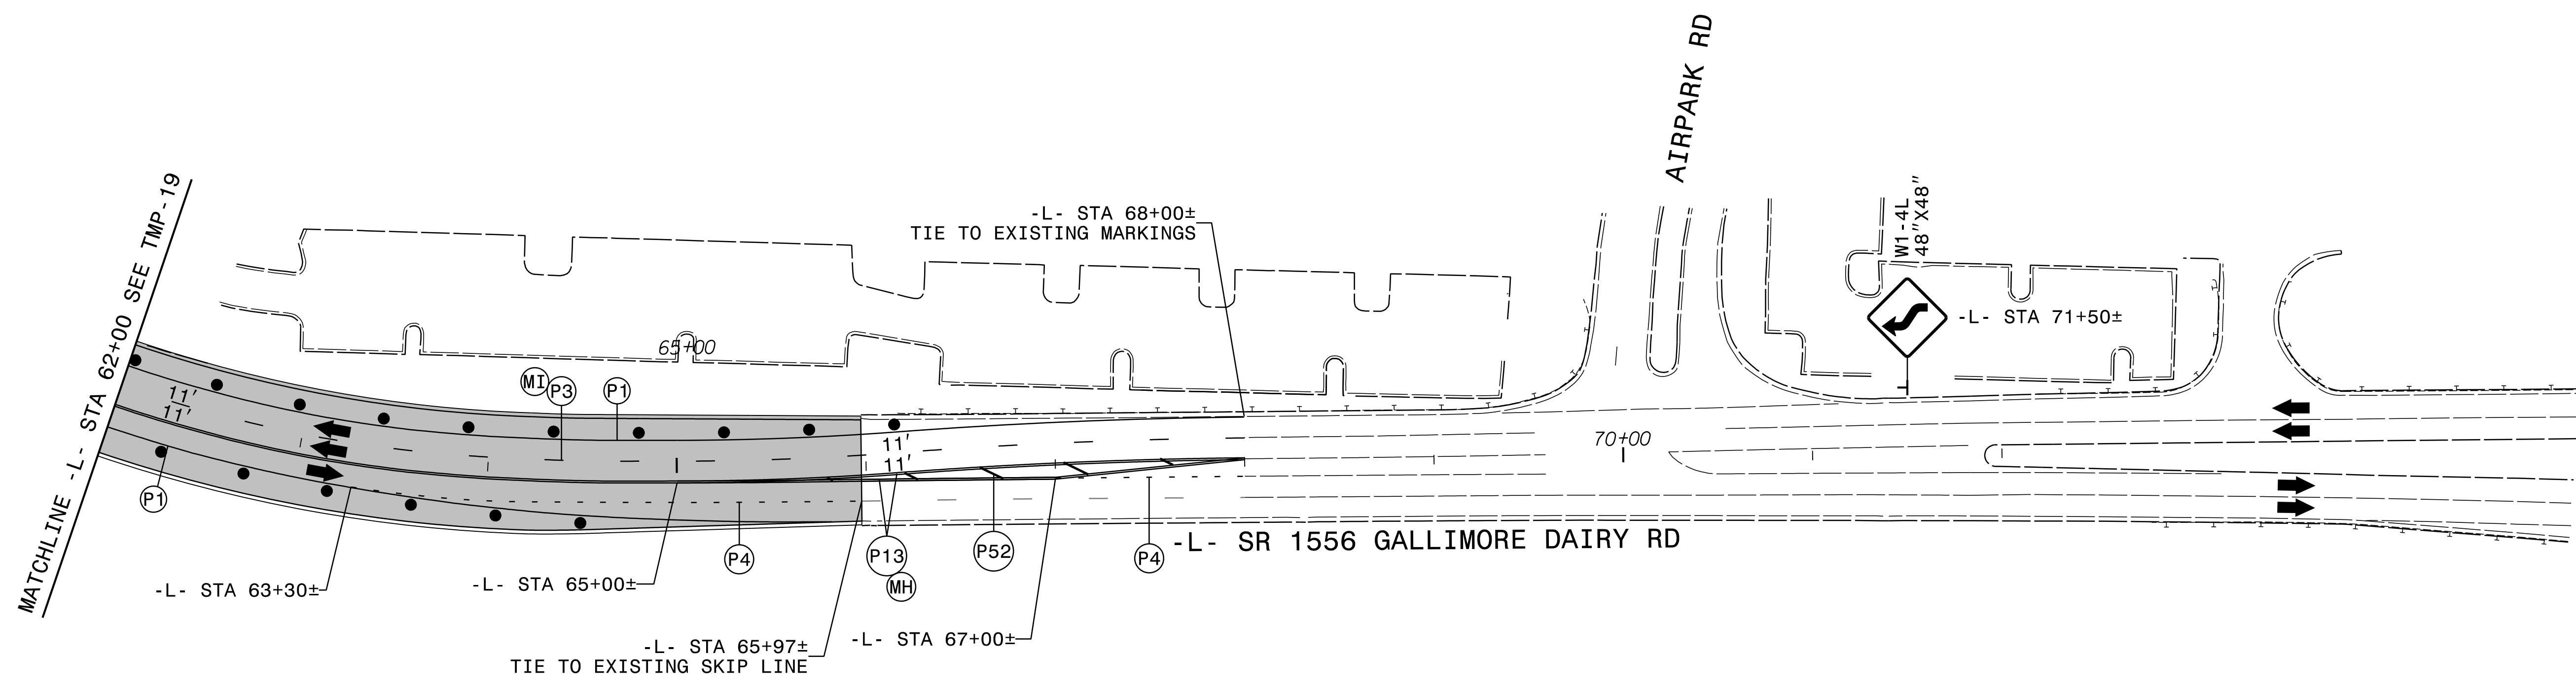 MATCHLINE -L- STA 62+00 SEE TMP-19
11'
11'
P1
MI
P3
65+00
P1
-L- STA 68+00±
TIE TO EXISTING MARKINGS
AIRPARK RD
W1-4L
48"X48"
-L- STA 71+50±
11'
11'
70+00
P4
P13
MH
P52
P4
-L- SR 1556 GALLIMORE DAIRY RD
-L- STA 63+30±
-L- STA 65+00±
-L- STA 65+97±
TIE TO EXISTING SKIP LINE
-L- STA 67+00±